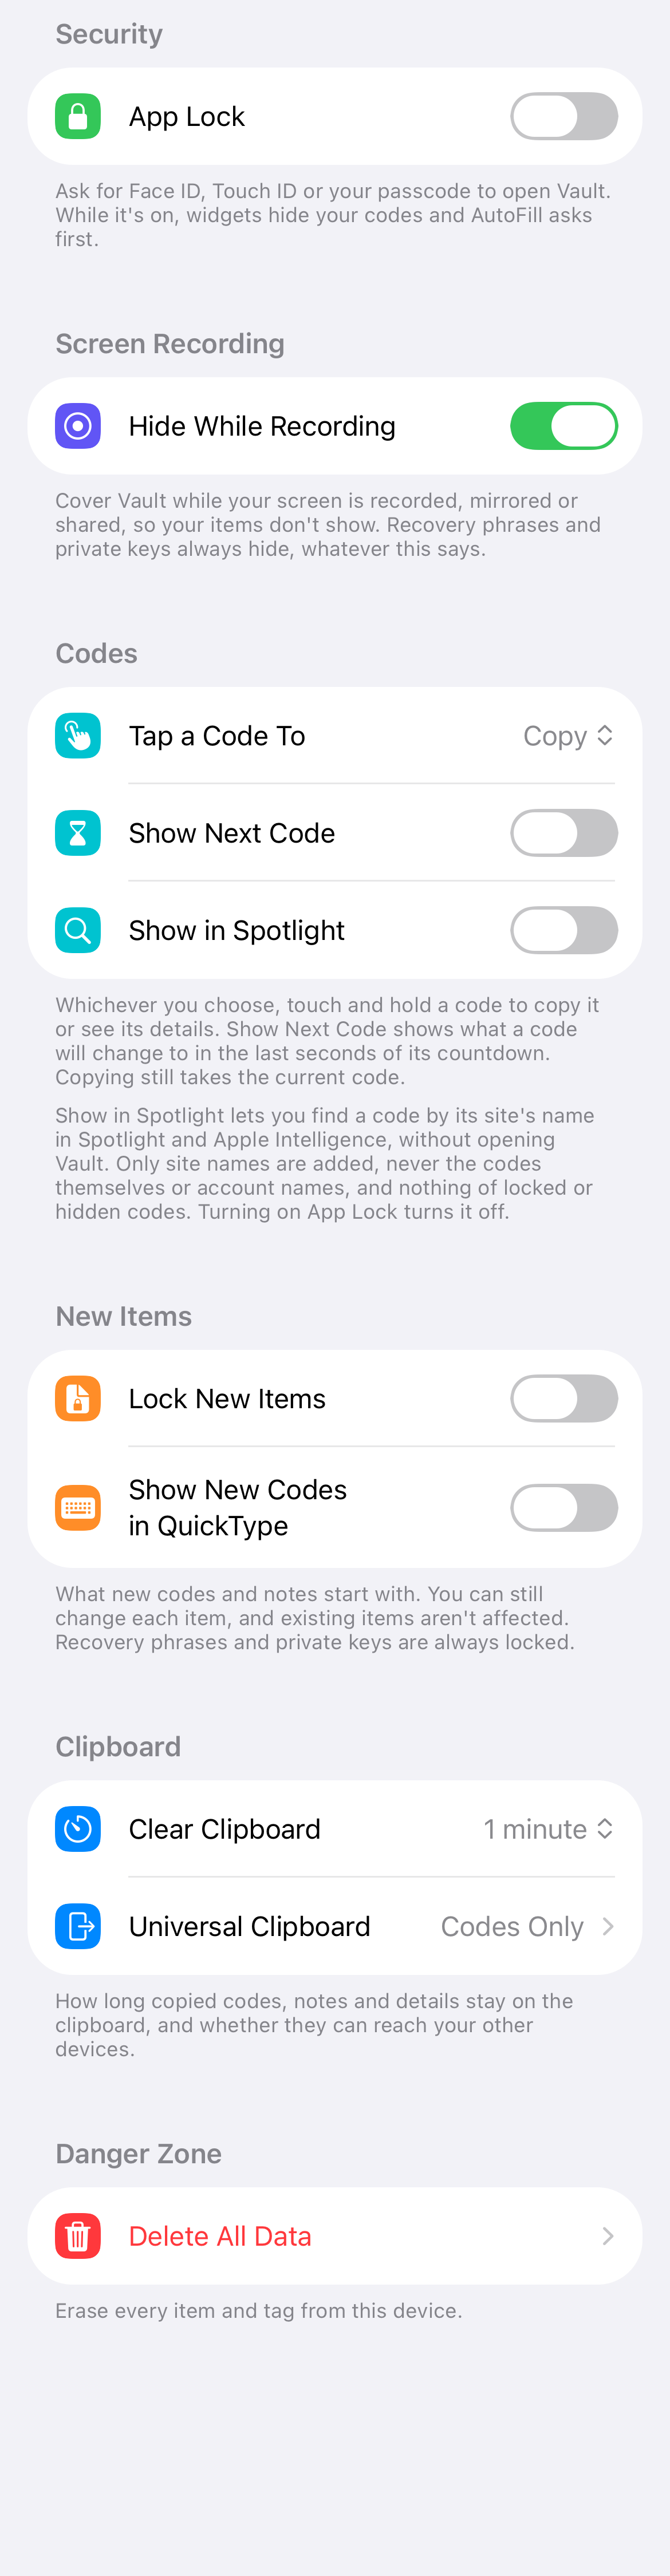 Security
App Lock
Ask for Face ID, Touch ID or your passcode to open Vault.
While it's on, widgets hide your codes and AutoFill asks
first.
Screen Recording
Hide While Recording
Cover Vault while your screen is recorded, mirrored or
shared, so your items don't show. Recovery phrases and
private keys always hide, whatever this says.
Codes
Tap a Code To Copy
Show Next Code
Show in Spotlight
Whichever you choose, touch and hold a code to copy it
or see its details. Show Next Code shows what a code
will change to in the last seconds of its countdown.
Copying still takes the current code.
Show in Spotlight lets you find a code by its site's name
in Spotlight and Apple Intelligence, without opening
Vault. Only site names are added, never the codes
themselves or account names, and nothing of locked or
hidden codes. Turning on App Lock turns it off.
New Items
Lock New Items
Show New Codes
in QuickType
What new codes and notes start with. You can still
change each item, and existing items aren't affected.
Recovery phrases and private keys are always locked.
Clipboard
Clear Clipboard 1 minute
Universal Clipboard Codes Only
How long copied codes, notes and details stay on the
clipboard, and whether they can reach your other
devices.
Danger Zone
Delete All Data
Erase every item and tag from this device.